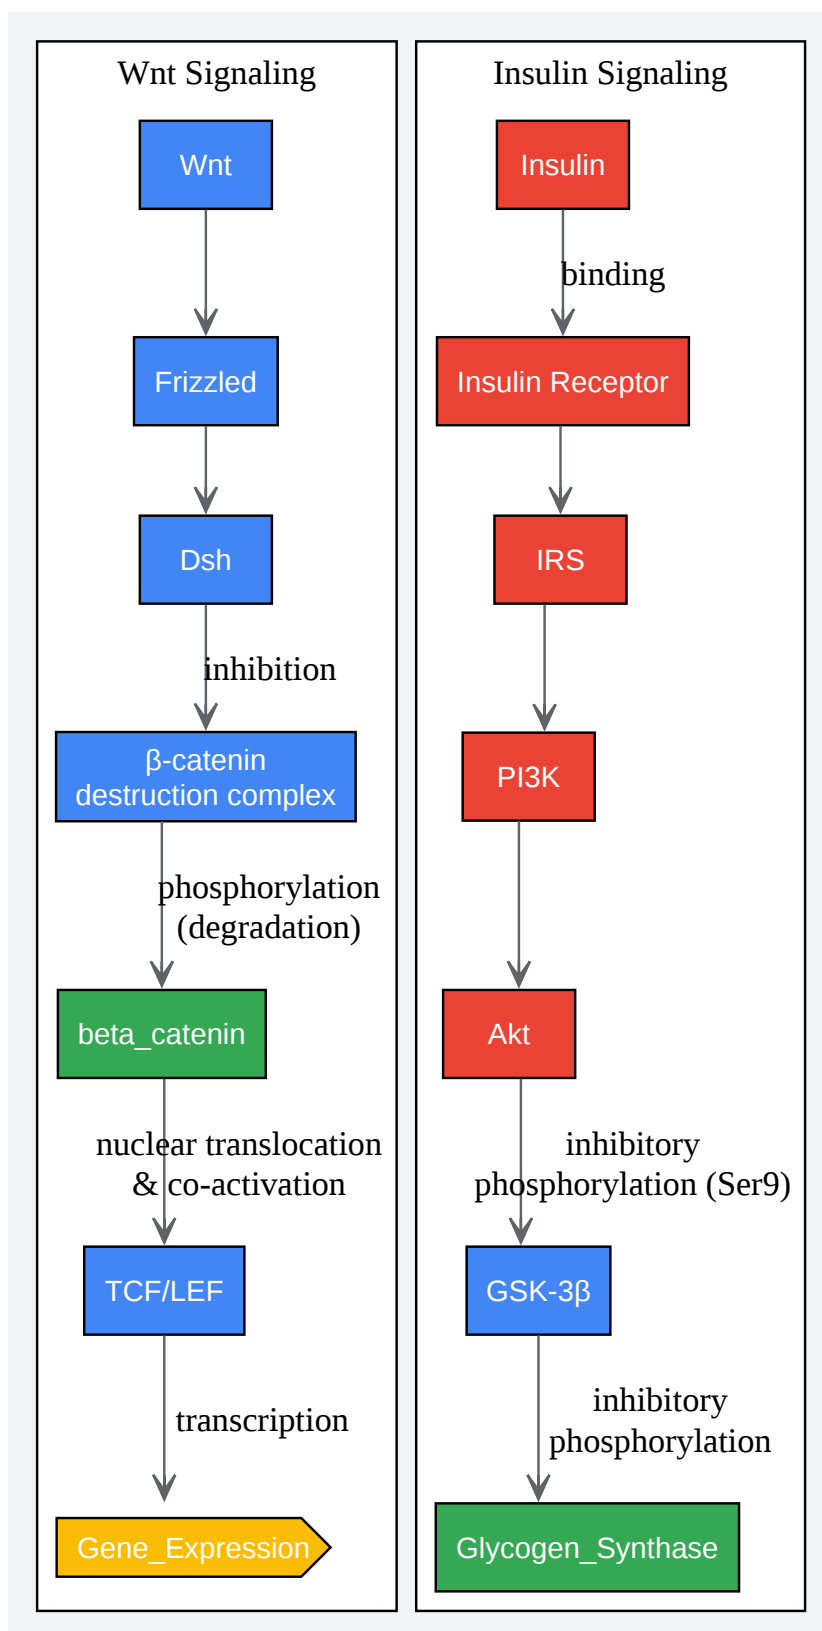 Wnt Signaling
Wnt
Frizzled
Dsh
inhibition
β-catenin
destruction complex
phosphorylation
(degradation)
beta_catenin
nuclear translocation
& co-activation
TCF/LEF
transcription
Gene_Expression
Insulin Signaling
Insulin
binding
Insulin Receptor
IRS
PI3K
Akt
inhibitory
phosphorylation (Ser9)
GSK-3β
inhibitory
phosphorylation
Glycogen_Synthase